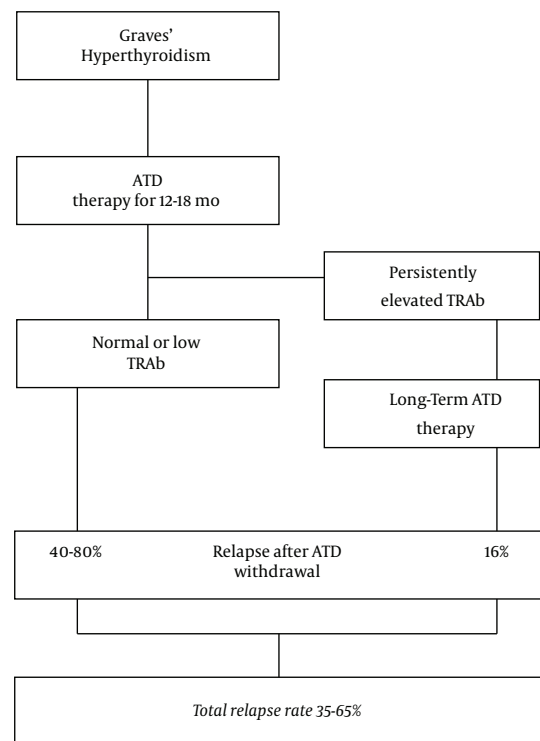 Graves’
Hyperthyroidism
ATD
therapy for 12-18 mo
Persistently
elevated TRAb
Normal or low
TRAb
Long-Term ATD
therapy
40-80% Relapse after ATD 16%
withdrawal
Total relapse rate 35-65%